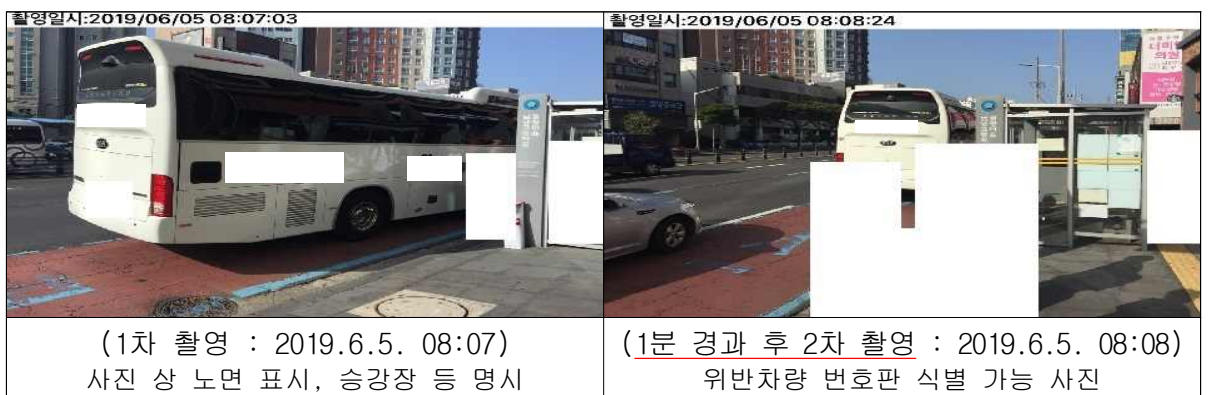 촬영일시:2019/06/05 08:07:03
촬영일시:2019/06/05 08:08:24
(1차 촬영 : 2019.6.5. 08:07)
사진 상 노면 표시, 승강장 등 명시
(1분 경과 후 2차 촬영 : 2019.6.5. 08:08)
위반차량 번호판 식별 가능 사진